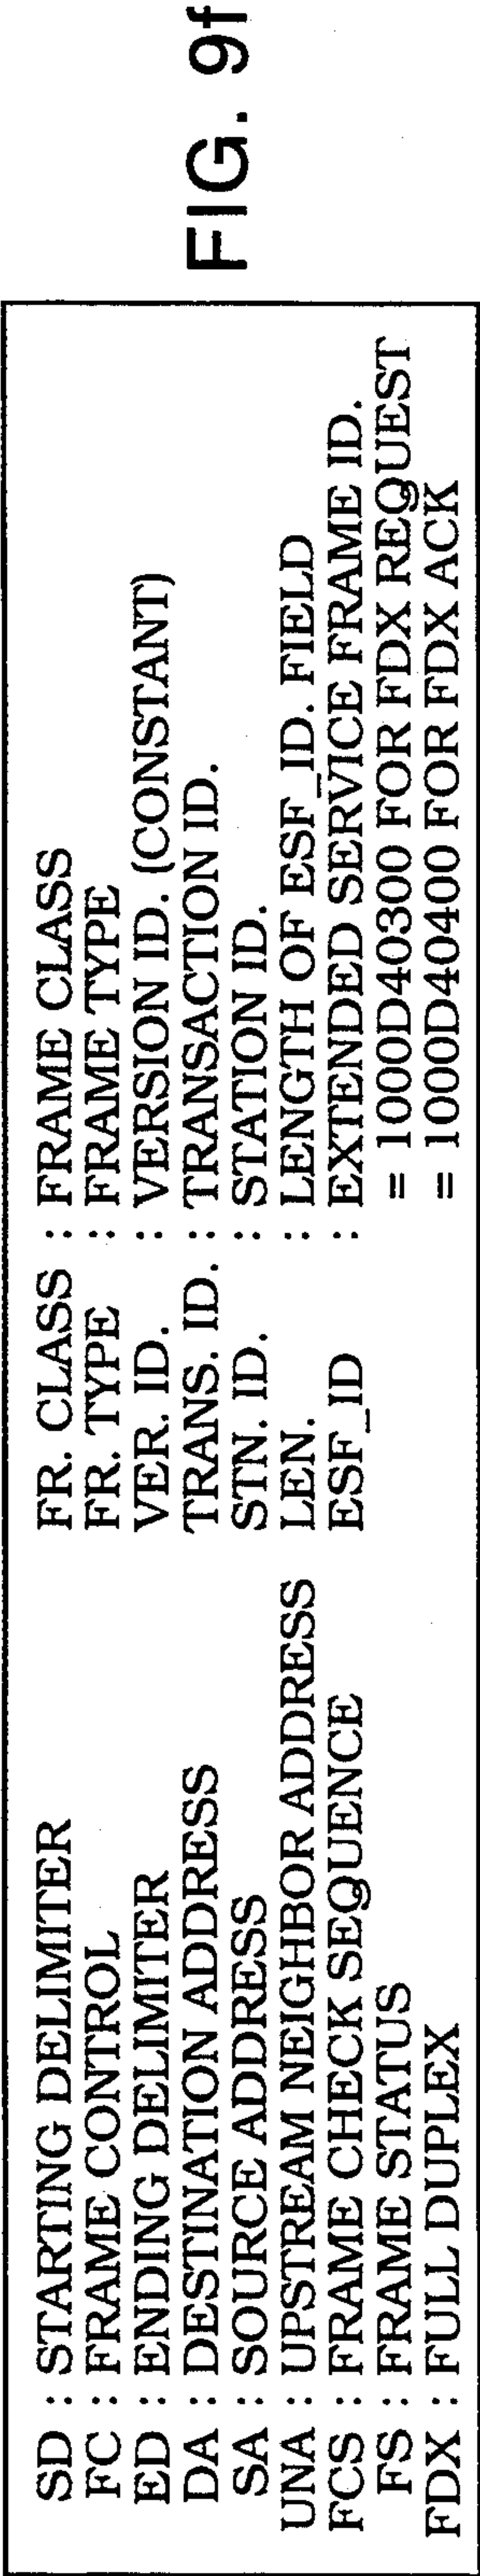 SD : STARTING DELIMITER FR. CLASS : FRAME CLASS
FC : FRAME CONTROL FR. TYPE : FRAME TYPE
ED : ENDING DELIMITER VER. ID. : VERSION ID. (CONSTANT)
DA : DESTINATION ADDRESS TRANS. ID. : TRANSACTION ID.
SA : SOURCE ADDRESS STN. ID. : STATION ID.
UNA : UPSTREAM NEIGHBOR ADDRESS LEN. : LENGTH OF ESF_ID. FIELD
FCS : FRAME CHECK SEQUENCE ESF_ID : EXTENDED SERVICE FRAME ID.
FS : FRAME STATUS = 1000D40300 FOR FDX REQUEST
FDX : FULL DUPLEX = 1000D40400 FOR FDX ACK
FIG. 9f